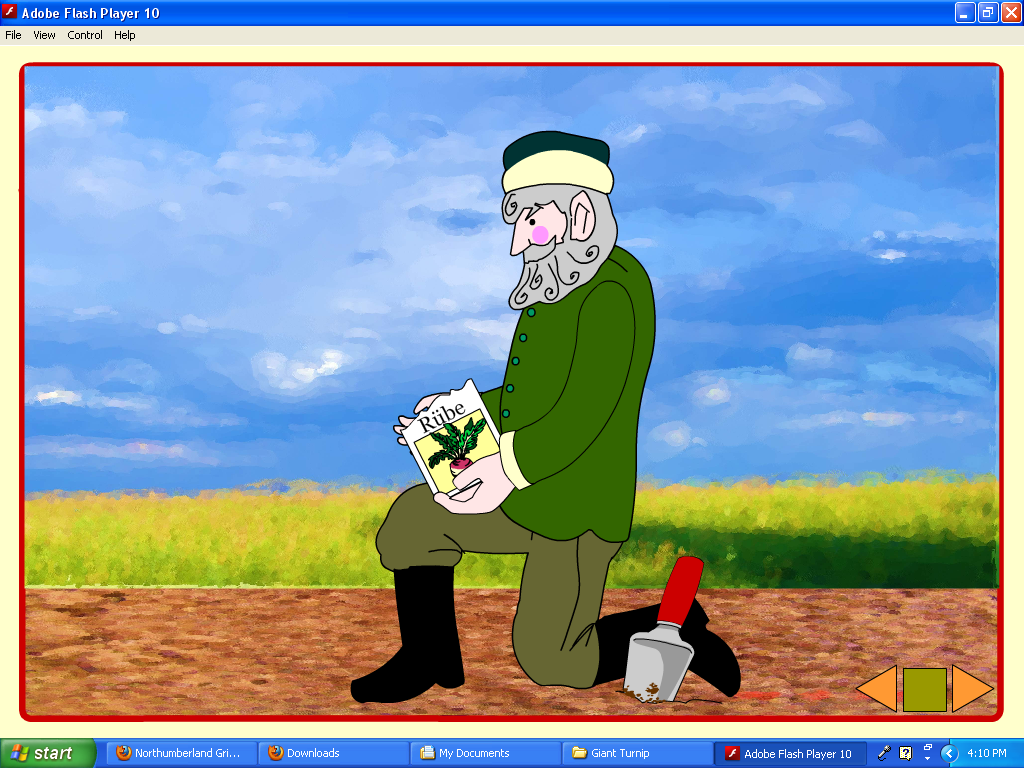 Adobe Flash Player 10
File View Control Help
Rübe
start
Northumberland Gri...
Downloads
My Documents
Giant Turnip
Adobe Flash Player 10
4:10 PM